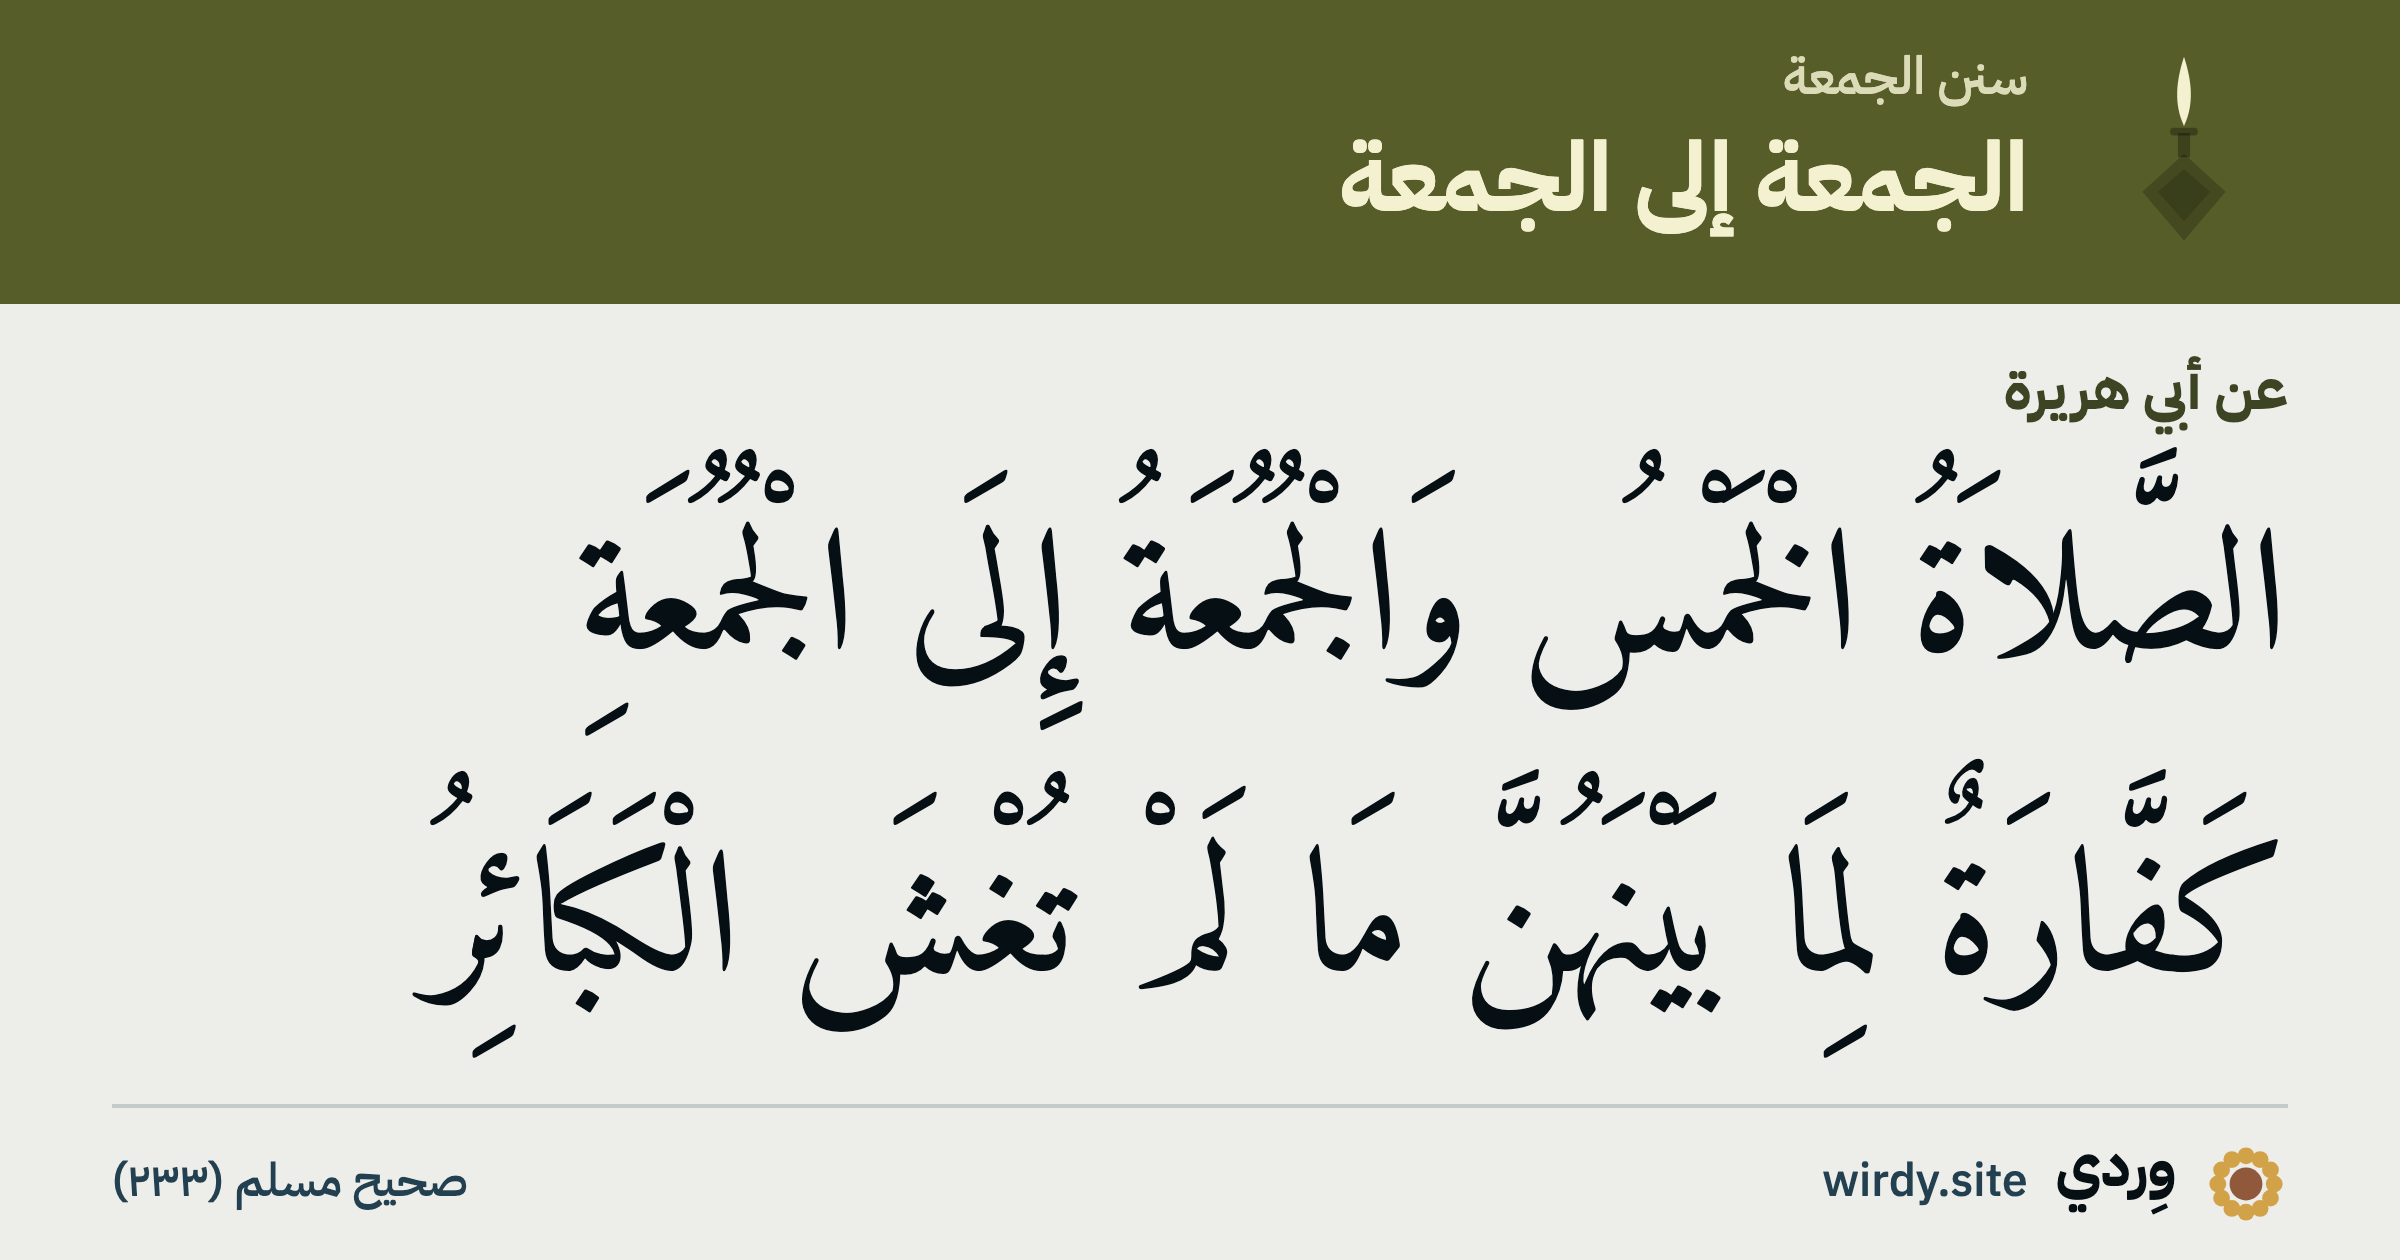 سنن الجمعة
الجمعة إلى الجمعة
عن أبي هريرة
الصَّلَاةُ الْخَمْسُ وَالْجُمُعَةُ إِلَى الْجُمُعَةِ
كَفَّارَةٌ لِمَا بَيْنَهُنَّ مَا لَمْ تُغْشَ الْكَبَائِرُ
وِردي wirdy.site
صحيح مسلم (٢٣٣)